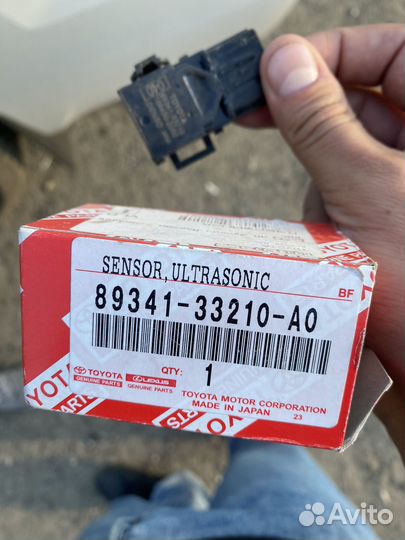 SENSOR, ULTRASONIC
BF
89341-33210-A0
TOYOTA
GENUINE PARTS
LEXUS
GENUINE PARTS
QTY:
1
TOYOTA MOTOR CORPORATION
MADE IN JAPAN
23
Avito